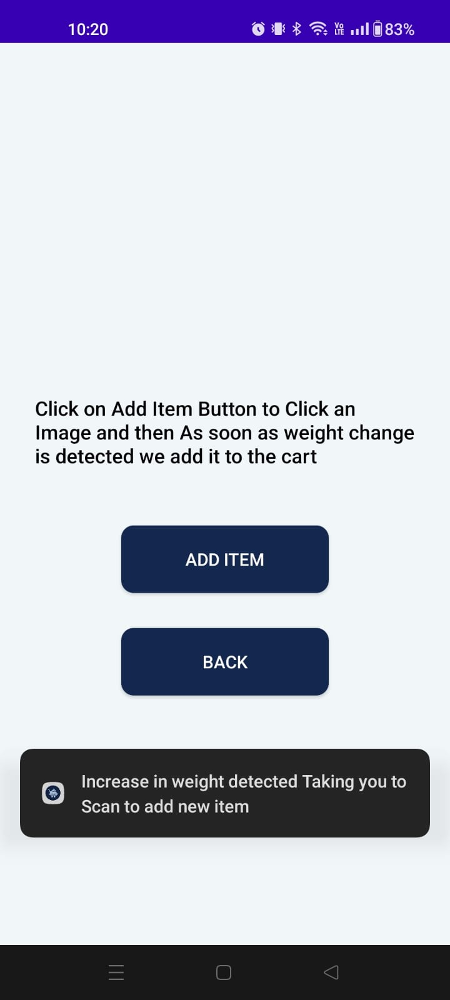 10:20
Vo
LTE
83%
Click on Add Item Button to Click an
Image and then As soon as weight change
is detected we add it to the cart
ADD ITEM
BACK
Increase in weight detected Taking you to
Scan to add new item